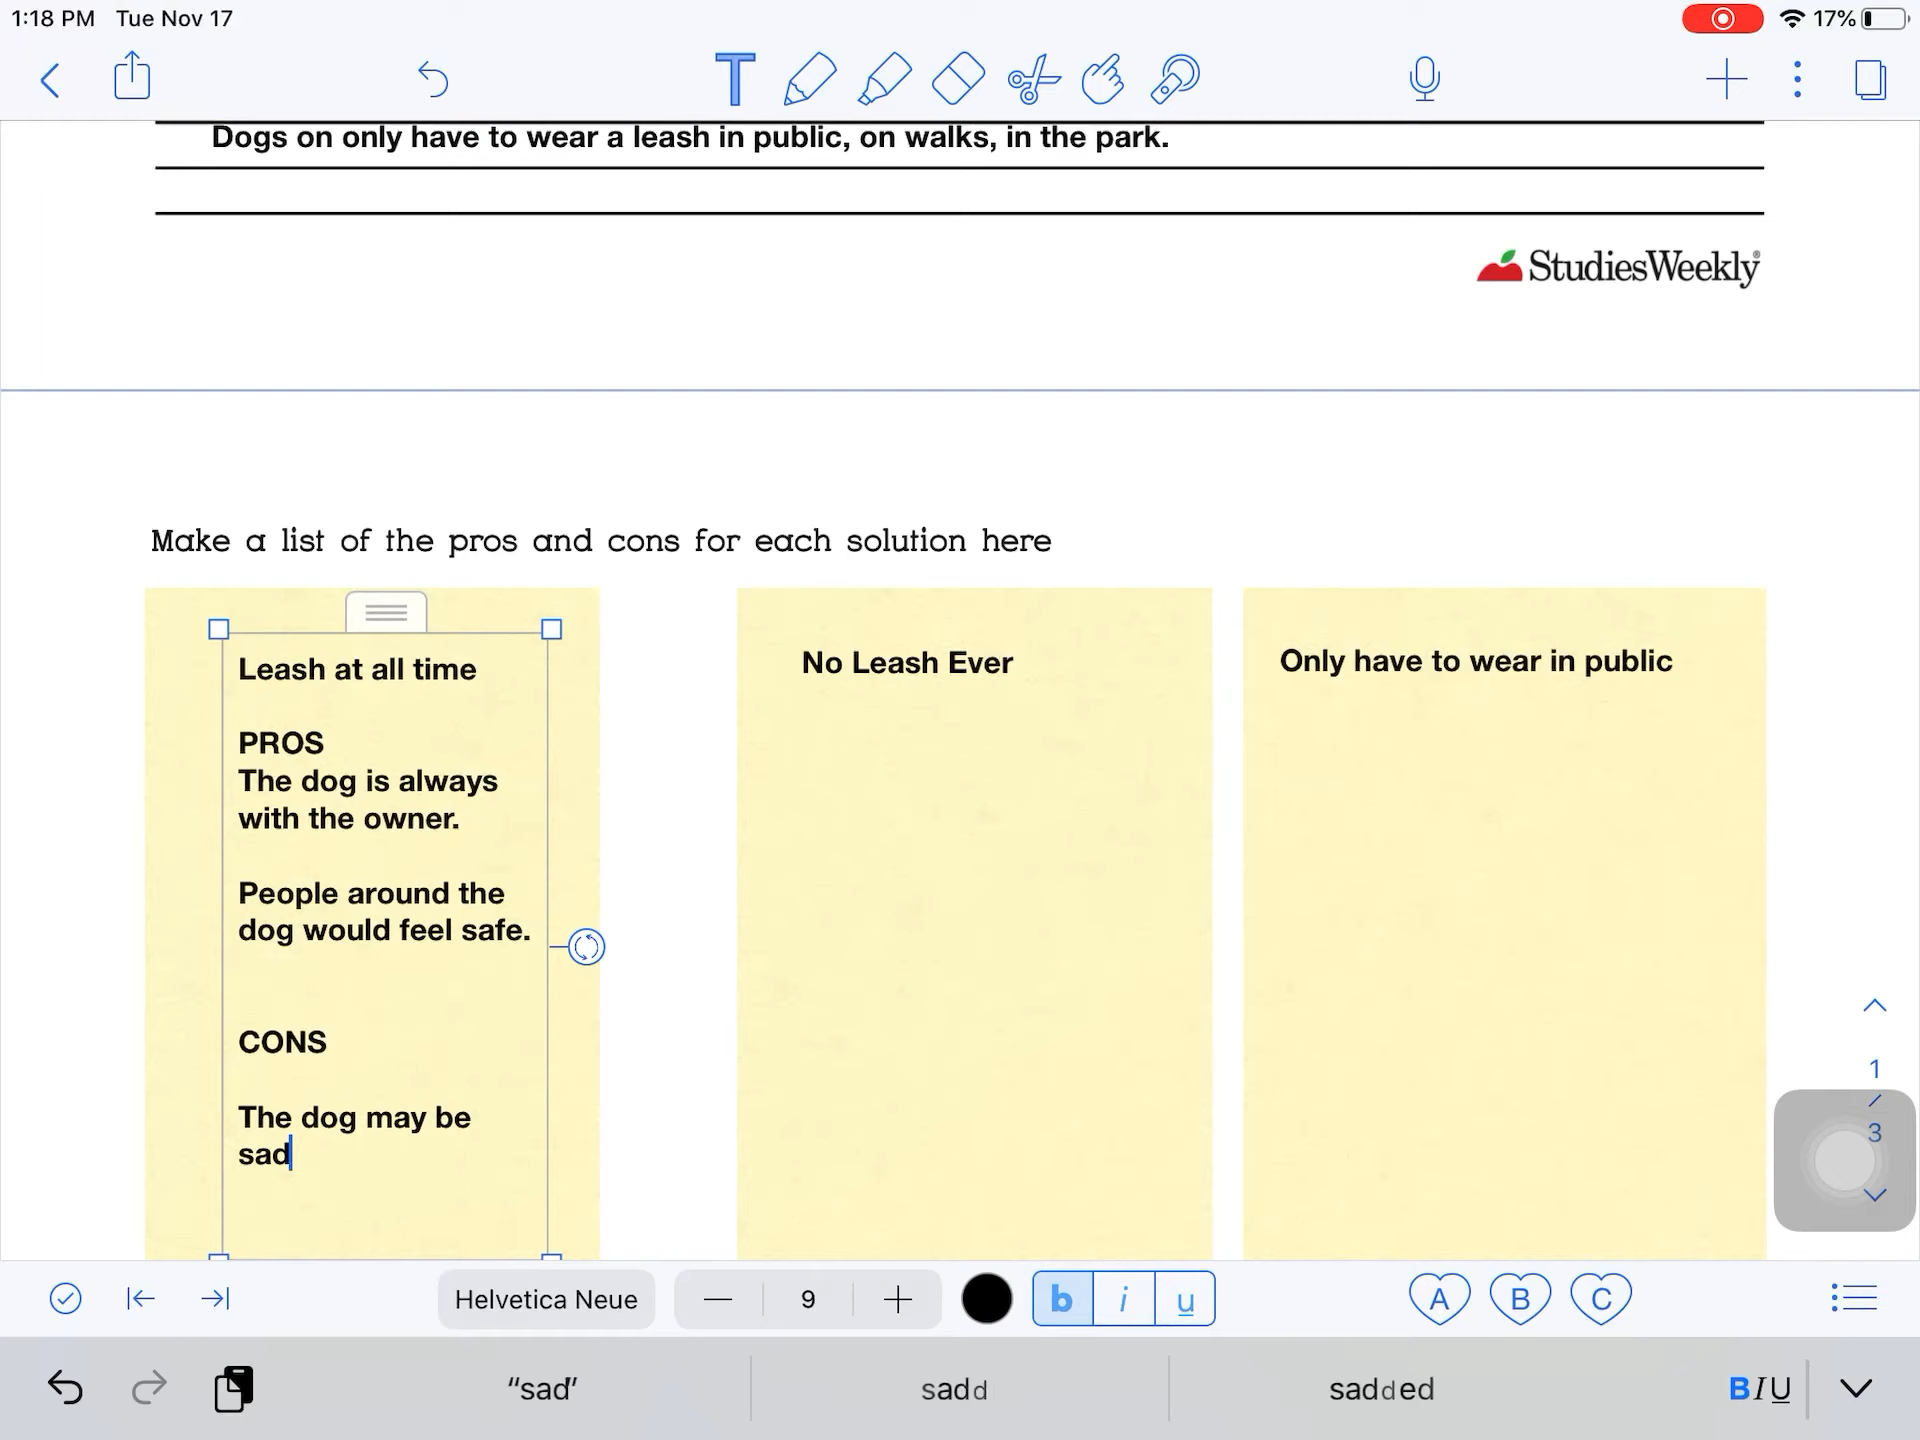 1:18 PM Tue Nov 17
17%
T
Dogs on only have to wear a leash in public, on walks, in the park.
StudiesWeekly®
Make a list of the pros and cons for each solution here
Leash at all time
PROS
The dog is always
with the owner.
People around the
dog would feel safe.
CONS
The dog may be
sad
No Leash Ever
Only have to wear in public
1
/
3
Helvetica Neue
— 9 +
b i u
A B C
“sad”
sadd
sadded
BIU